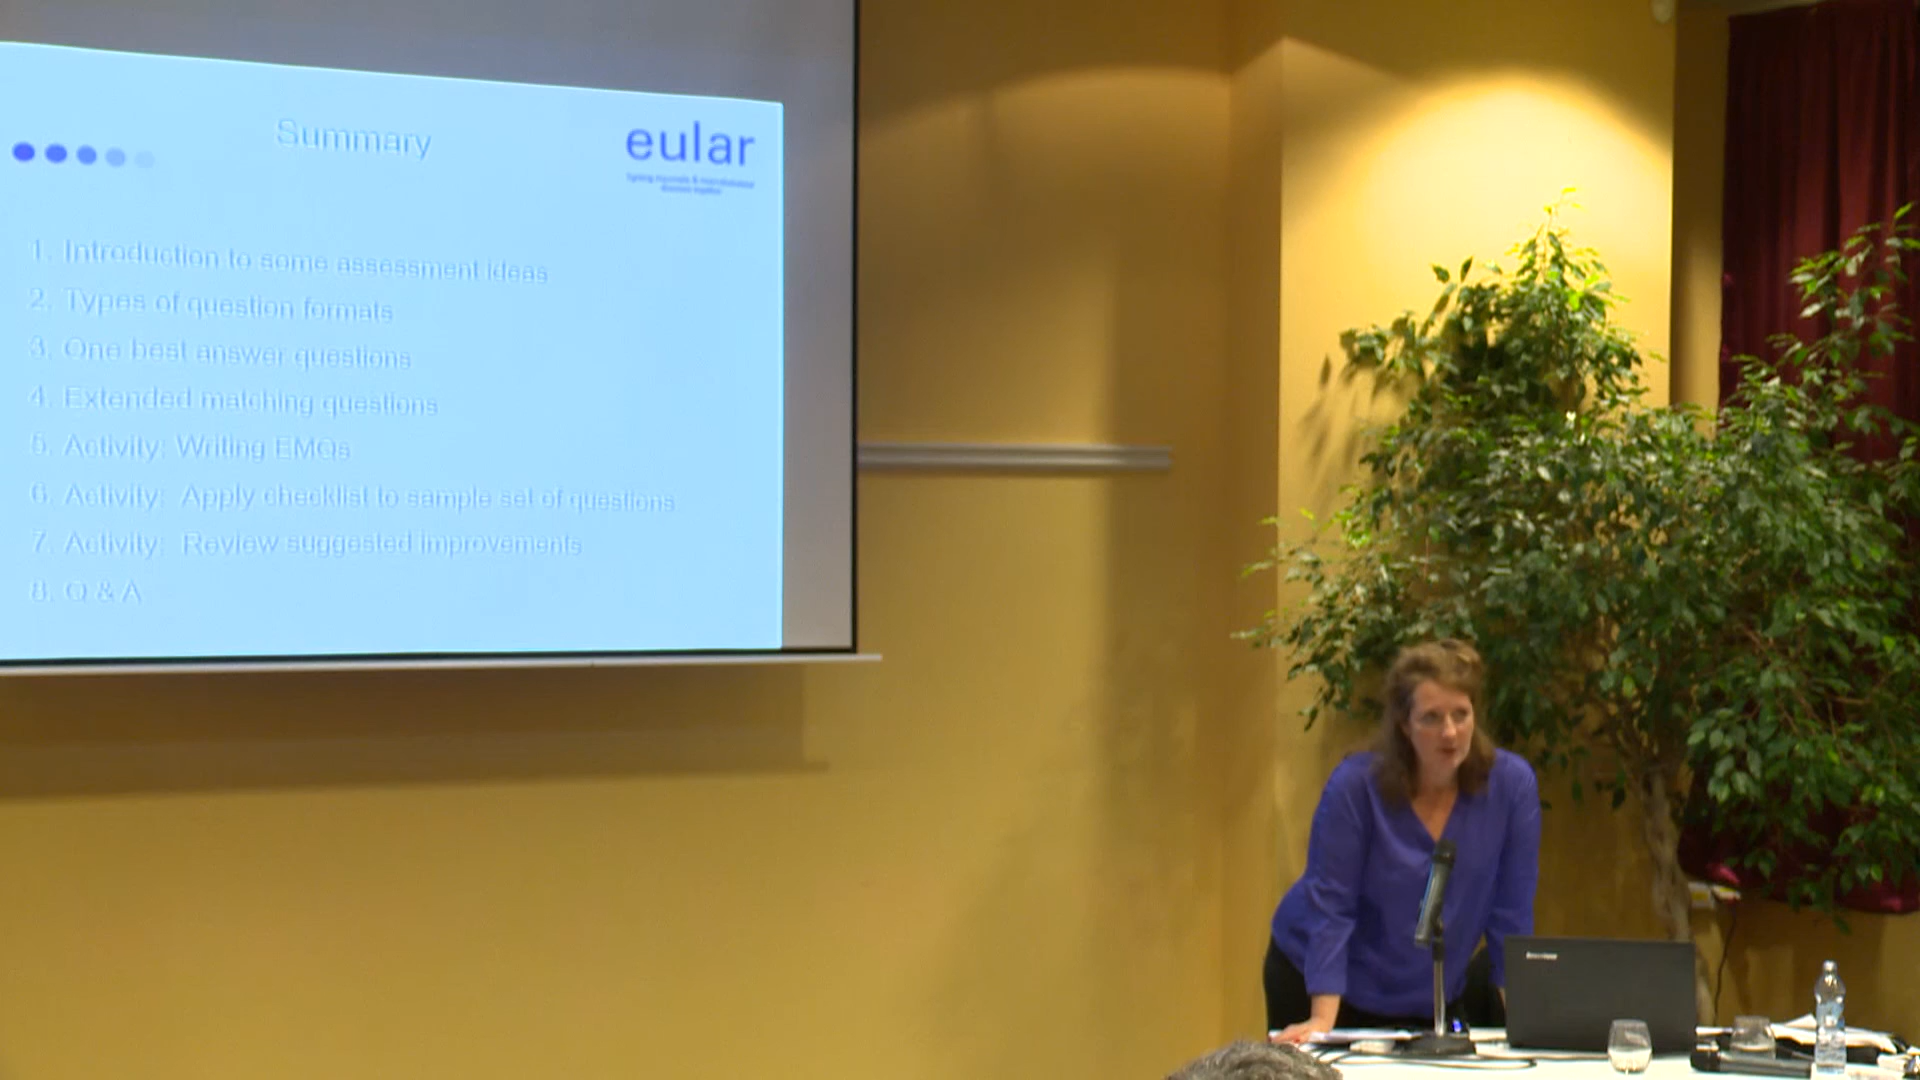 Summary
eular
1. Introduction to some assessment ideas
2. Types of question formats
3. One best answer questions
4. Extended matching questions
5. Activity: Writing EMQs
6. Activity: Apply checklist to sample set of questions
7. Activity: Review suggested improvements
8. Q & A